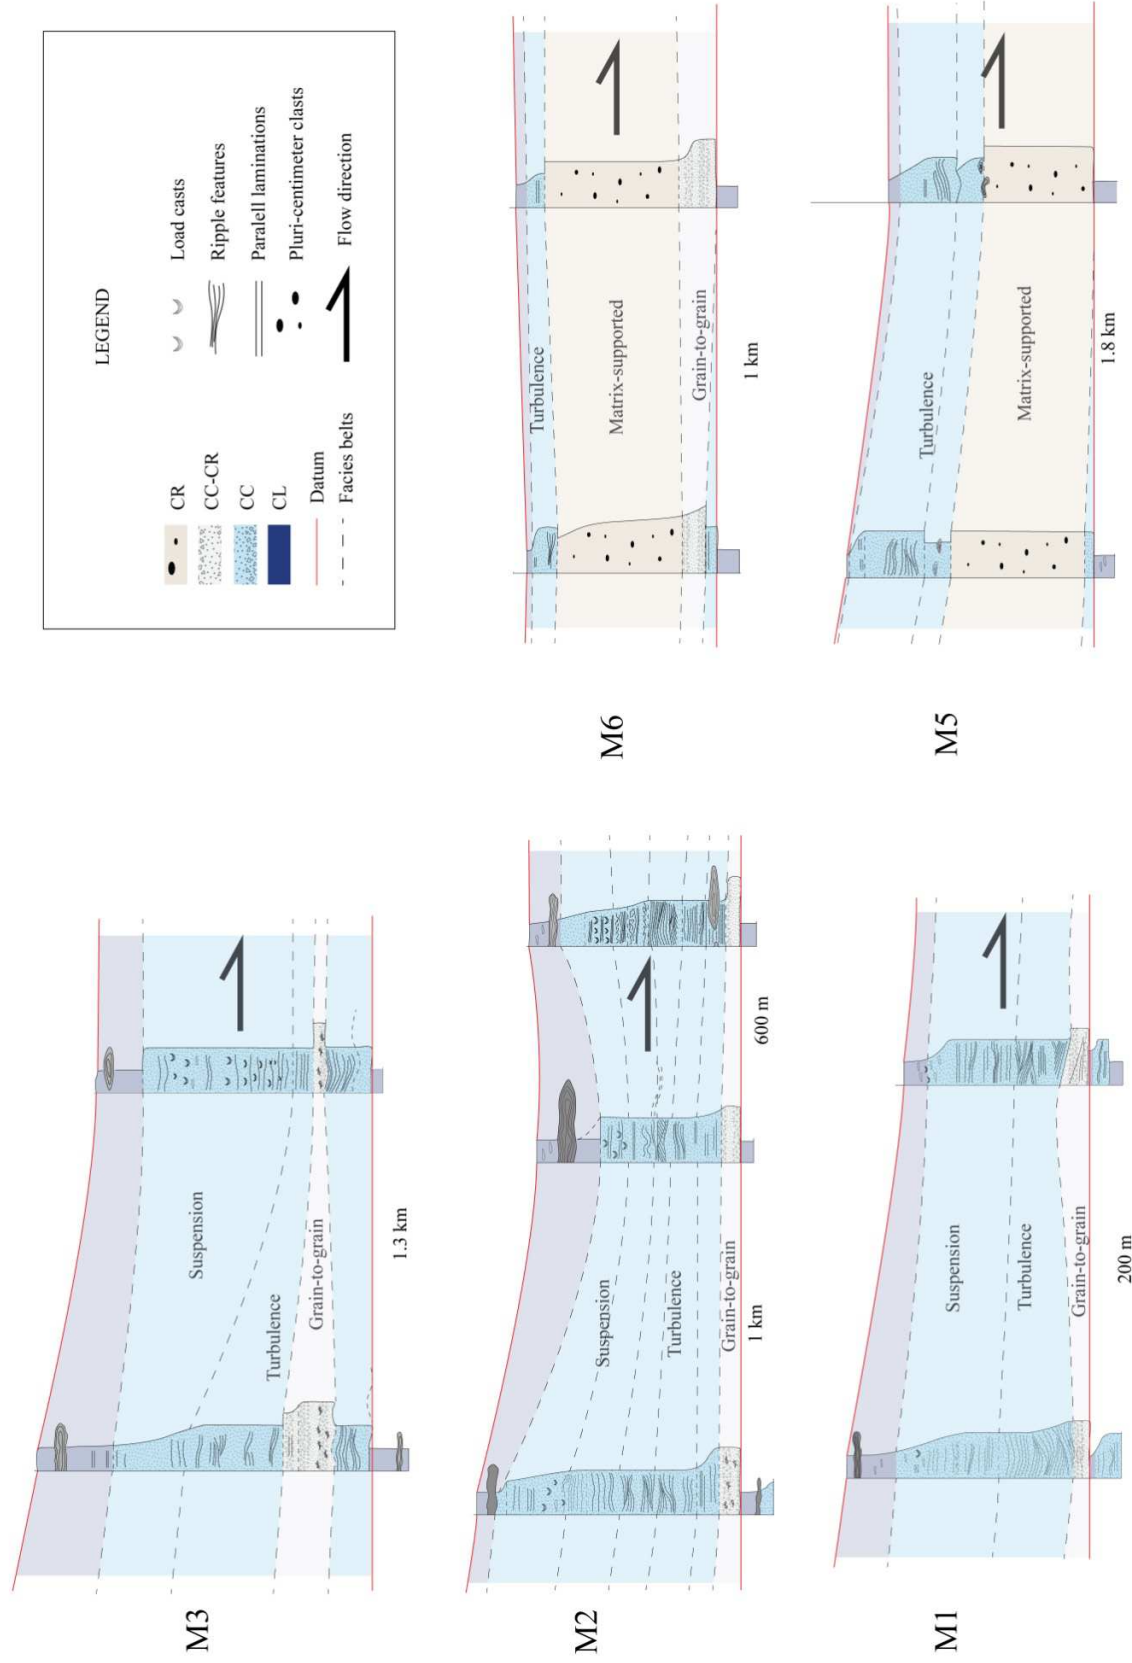 LEGEND
CR
CC-CR
CC
CL
Datum
Facies belts
Load casts
Ripple features
Paralell laminations
Pluri-centimeter clasts
Flow direction
M3
Suspension
Turbulence
Grain-to-grain
1.3 km
M2
Suspension
Turbulence
Grain-to-grain
1 km
600 m
M1
Suspension
Turbulence
Grain-to-grain
200 m
M6
Turbulence
Matrix-supported
Grain-to-grain
1 km
M5
Turbulence
Matrix-supported
1.8 km